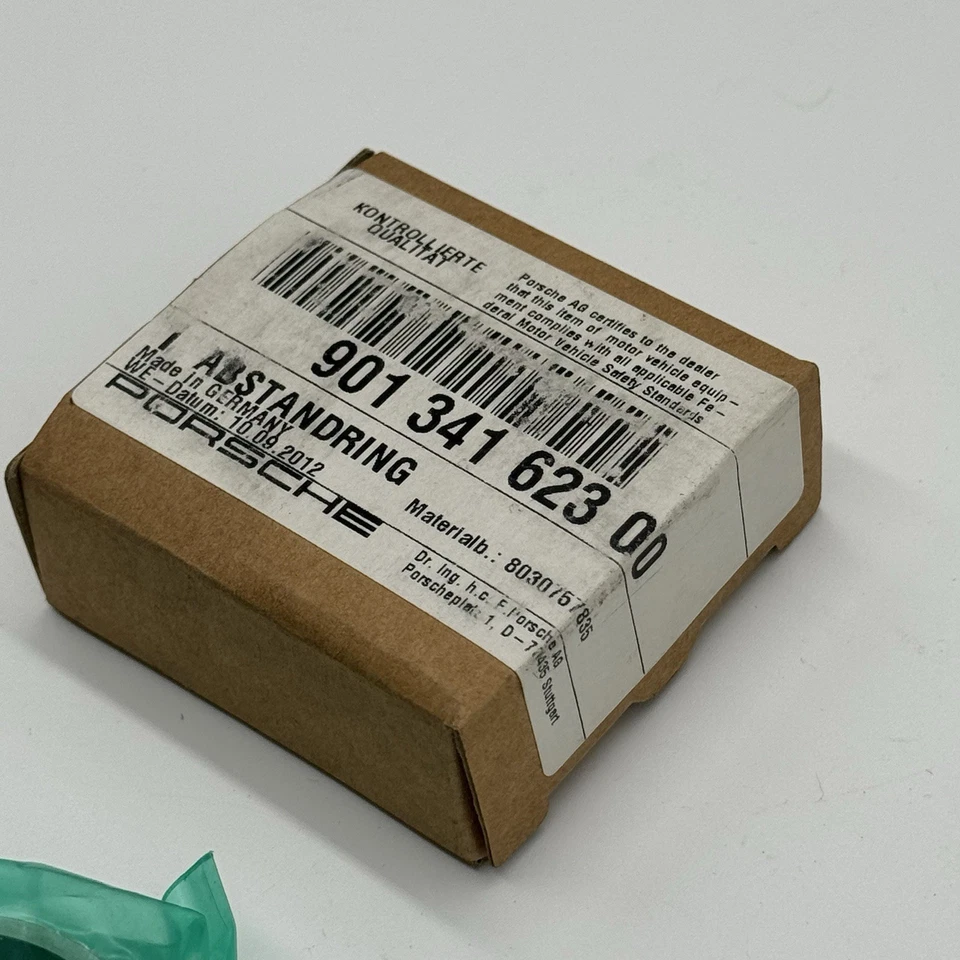 KONTROLLIERTE
QUALITÄT
Porsche AG certifies to the dealer
that this item of motor vehicle equip-
ment complies with all applicable Fe-
deral Motor Vehicle Safety Standards
901 341 623 00
ABSTANDRING
Made in GERMANY
WE-Datum: 10.09.2012
Materialb.: 8030757835
PORSCHE
Dr. Ing. h.c. F.Porsche AG
Porscheplatz 1, D-70435 Stuttgart